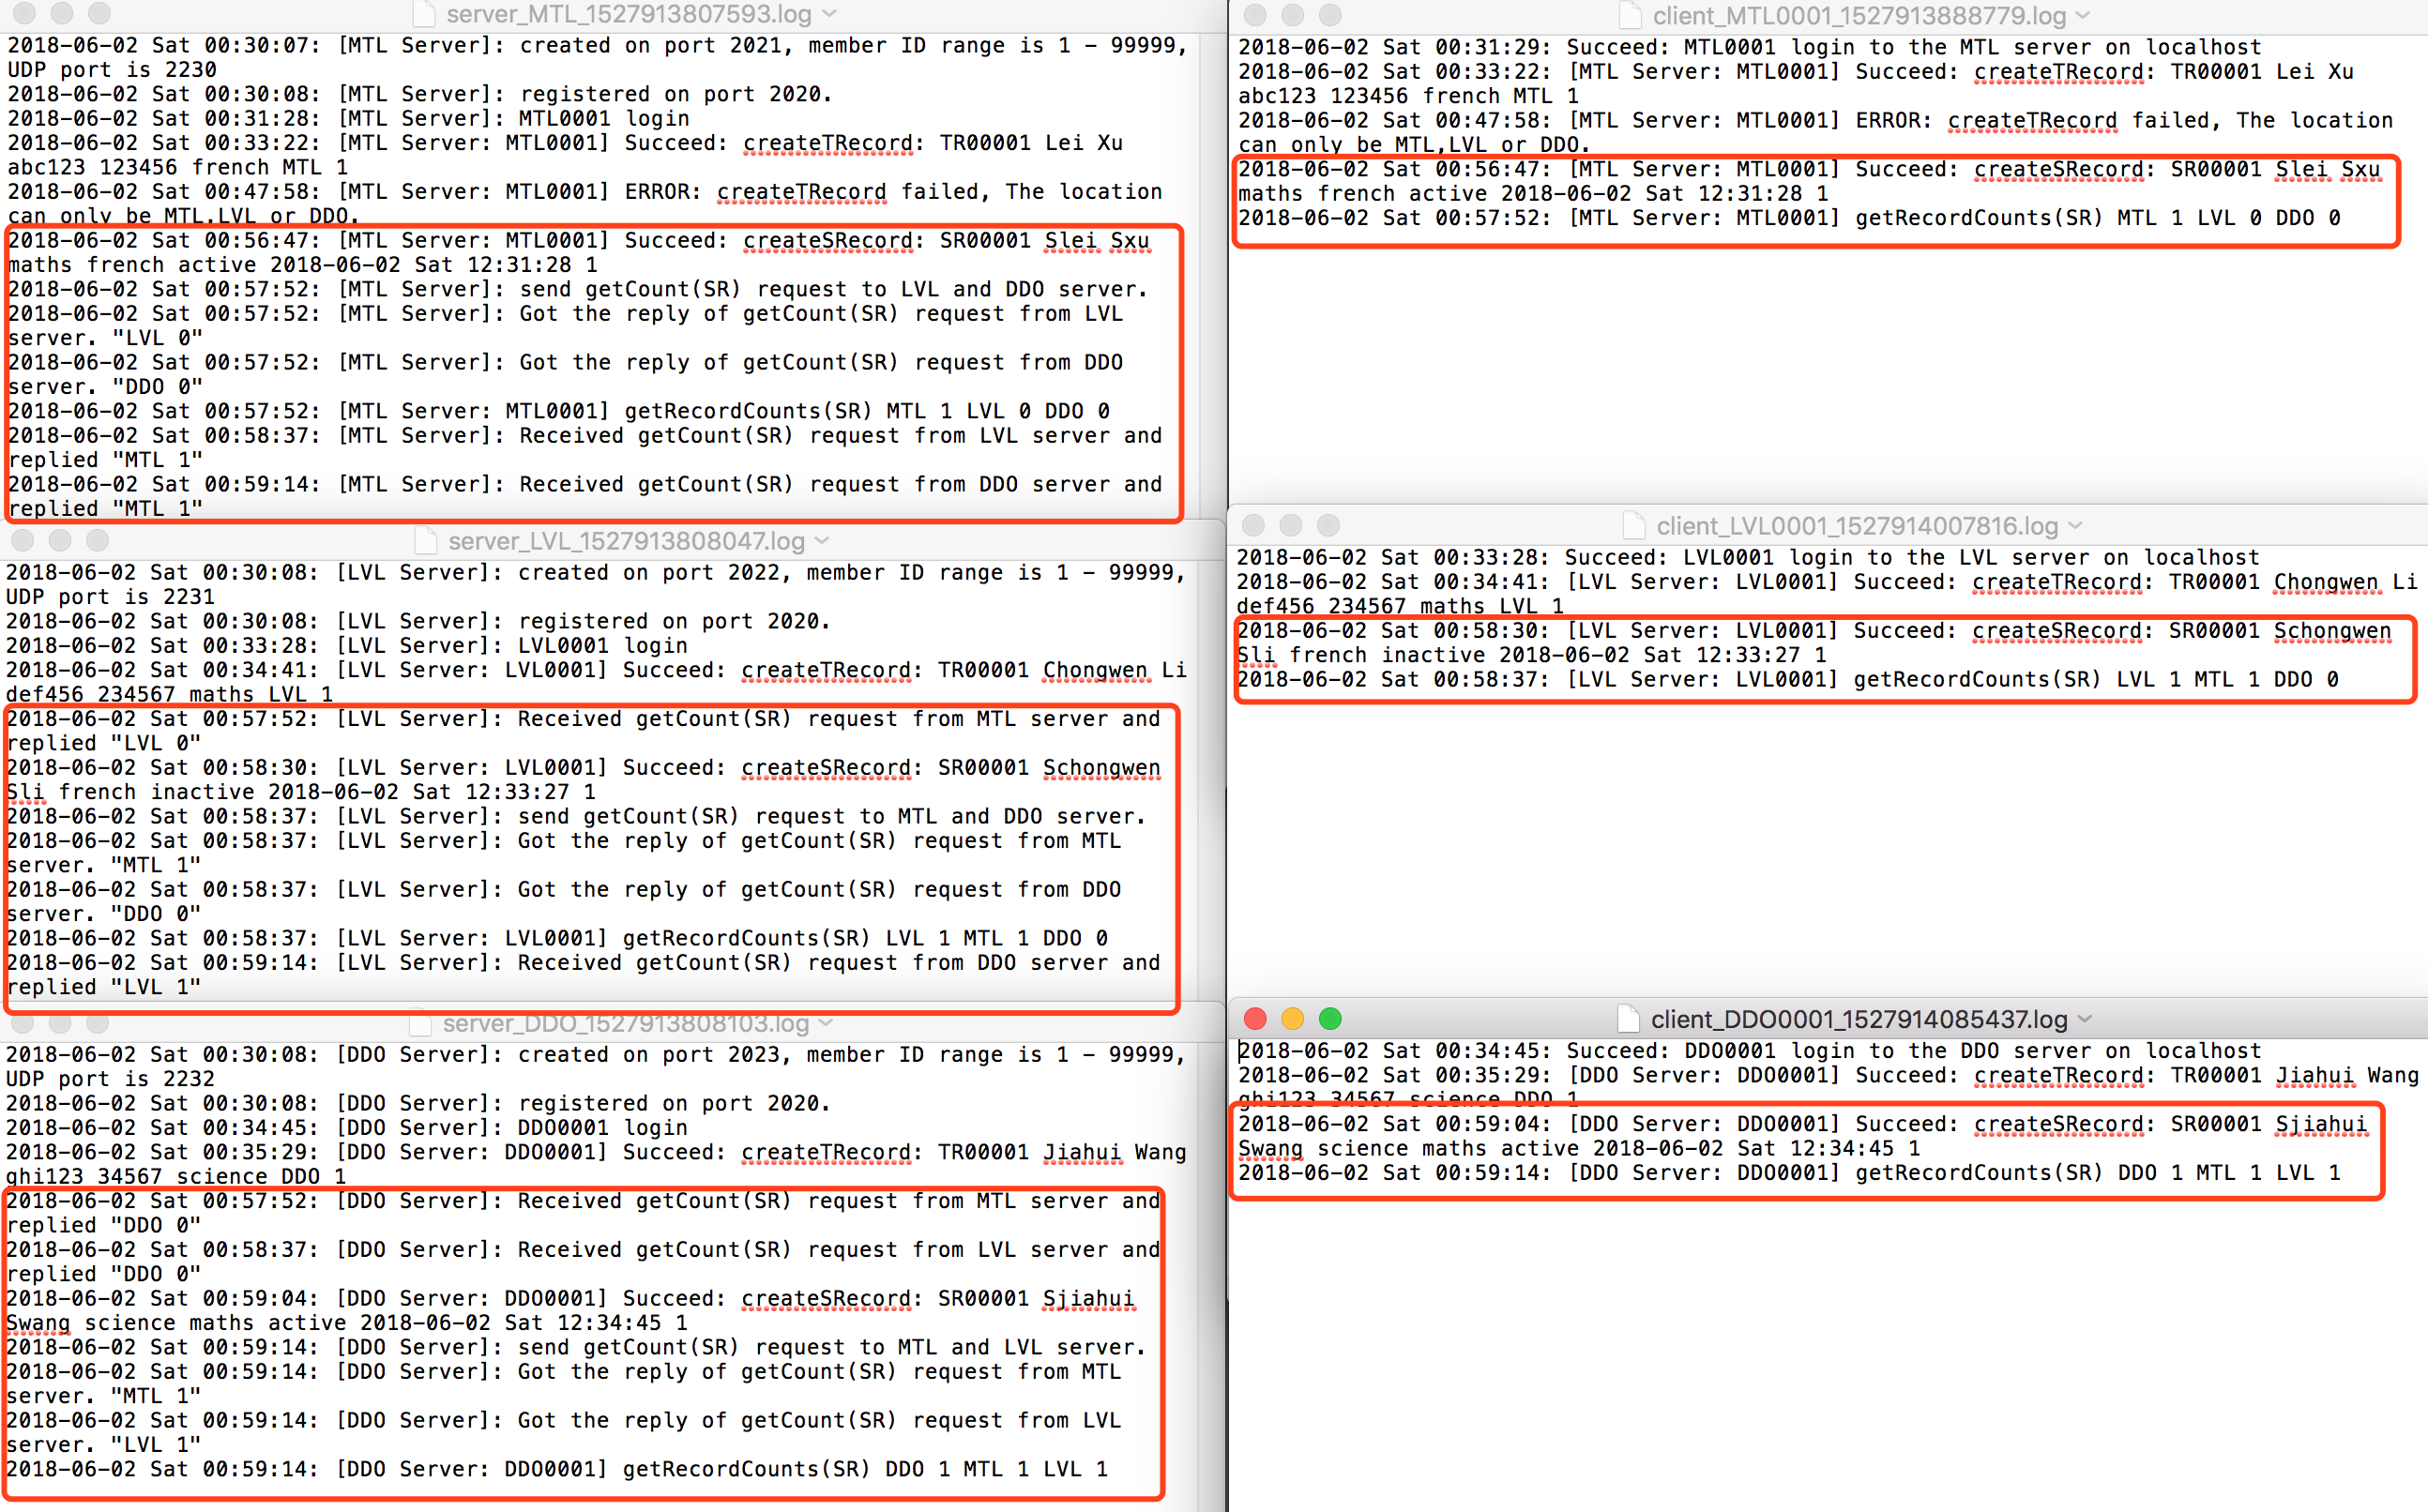 server_MTL_1527913807593.log
2018-06-02 Sat 00:30:07: [MTL Server]: created on port 2021, member ID range is 1 - 99999,
UDP port is 2230
2018-06-02 Sat 00:30:08: [MTL Server]: registered on port 2020.
2018-06-02 Sat 00:31:28: [MTL Server]: MTL0001 login
2018-06-02 Sat 00:33:22: [MTL Server: MTL0001] Succeed: createTRecord: TR00001 Lei Xu
abc123 123456 french MTL 1
2018-06-02 Sat 00:47:58: [MTL Server: MTL0001] ERROR: createTRecord failed, The location
can only be MTL,LVL or DDO.
2018-06-02 Sat 00:56:47: [MTL Server: MTL0001] Succeed: createSRecord: SR00001 Slei Sxu
maths french active 2018-06-02 Sat 12:31:28 1
2018-06-02 Sat 00:57:52: [MTL Server]: send getCount(SR) request to LVL and DDO server.
2018-06-02 Sat 00:57:52: [MTL Server]: Got the reply of getCount(SR) request from LVL
server. "LVL 0"
2018-06-02 Sat 00:57:52: [MTL Server]: Got the reply of getCount(SR) request from DDO
server. "DDO 0"
2018-06-02 Sat 00:57:52: [MTL Server: MTL0001] getRecordCounts(SR) MTL 1 LVL 0 DDO 0
2018-06-02 Sat 00:58:37: [MTL Server]: Received getCount(SR) request from LVL server and
replied "MTL 1"
2018-06-02 Sat 00:59:14: [MTL Server]: Received getCount(SR) request from DDO server and
replied "MTL 1"
server_LVL_1527913808047.log
2018-06-02 Sat 00:30:08: [LVL Server]: created on port 2022, member ID range is 1 - 99999,
UDP port is 2231
2018-06-02 Sat 00:30:08: [LVL Server]: registered on port 2020.
2018-06-02 Sat 00:33:28: [LVL Server]: LVL0001 login
2018-06-02 Sat 00:34:41: [LVL Server: LVL0001] Succeed: createTRecord: TR00001 Chongwen Li
def456 234567 maths LVL 1
2018-06-02 Sat 00:57:52: [LVL Server]: Received getCount(SR) request from MTL server and
replied "LVL 0"
2018-06-02 Sat 00:58:30: [LVL Server: LVL0001] Succeed: createSRecord: SR00001 Schongwen
Sli french inactive 2018-06-02 Sat 12:33:27 1
2018-06-02 Sat 00:58:37: [LVL Server]: send getCount(SR) request to MTL and DDO server.
2018-06-02 Sat 00:58:37: [LVL Server]: Got the reply of getCount(SR) request from MTL
server. "MTL 1"
2018-06-02 Sat 00:58:37: [LVL Server]: Got the reply of getCount(SR) request from DDO
server. "DDO 0"
2018-06-02 Sat 00:58:37: [LVL Server: LVL0001] getRecordCounts(SR) LVL 1 MTL 1 DDO 0
2018-06-02 Sat 00:59:14: [LVL Server]: Received getCount(SR) request from DDO server and
replied "LVL 1"
server_DDO_1527913808103.log
2018-06-02 Sat 00:30:08: [DDO Server]: created on port 2023, member ID range is 1 - 99999,
UDP port is 2232
2018-06-02 Sat 00:30:08: [DDO Server]: registered on port 2020.
2018-06-02 Sat 00:34:45: [DDO Server]: DDO0001 login
2018-06-02 Sat 00:35:29: [DDO Server: DDO0001] Succeed: createTRecord: TR00001 Jiahui Wang
ghi123 34567 science DDO 1
2018-06-02 Sat 00:57:52: [DDO Server]: Received getCount(SR) request from MTL server and
replied "DDO 0"
2018-06-02 Sat 00:58:37: [DDO Server]: Received getCount(SR) request from LVL server and
replied "DDO 0"
2018-06-02 Sat 00:59:04: [DDO Server: DDO0001] Succeed: createSRecord: SR00001 Sjiahui
Swang science maths active 2018-06-02 Sat 12:34:45 1
2018-06-02 Sat 00:59:14: [DDO Server]: send getCount(SR) request to MTL and LVL server.
2018-06-02 Sat 00:59:14: [DDO Server]: Got the reply of getCount(SR) request from MTL
server. "MTL 1"
2018-06-02 Sat 00:59:14: [DDO Server]: Got the reply of getCount(SR) request from LVL
server. "LVL 1"
2018-06-02 Sat 00:59:14: [DDO Server: DDO0001] getRecordCounts(SR) DDO 1 MTL 1 LVL 1
client_MTL0001_1527913888779.log
2018-06-02 Sat 00:31:29: Succeed: MTL0001 login to the MTL server on localhost
2018-06-02 Sat 00:33:22: [MTL Server: MTL0001] Succeed: createTRecord: TR00001 Lei Xu
abc123 123456 french MTL 1
2018-06-02 Sat 00:47:58: [MTL Server: MTL0001] ERROR: createTRecord failed, The location
can only be MTL,LVL or DDO.
2018-06-02 Sat 00:56:47: [MTL Server: MTL0001] Succeed: createSRecord: SR00001 Slei Sxu
maths french active 2018-06-02 Sat 12:31:28 1
2018-06-02 Sat 00:57:52: [MTL Server: MTL0001] getRecordCounts(SR) MTL 1 LVL 0 DDO 0
client_LVL0001_1527914007816.log
2018-06-02 Sat 00:33:28: Succeed: LVL0001 login to the LVL server on localhost
2018-06-02 Sat 00:34:41: [LVL Server: LVL0001] Succeed: createTRecord: TR00001 Chongwen Li
def456 234567 maths LVL 1
2018-06-02 Sat 00:58:30: [LVL Server: LVL0001] Succeed: createSRecord: SR00001 Schongwen
Sli french inactive 2018-06-02 Sat 12:33:27 1
2018-06-02 Sat 00:58:37: [LVL Server: LVL0001] getRecordCounts(SR) LVL 1 MTL 1 DDO 0
client_DDO0001_1527914085437.log
2018-06-02 Sat 00:34:45: Succeed: DDO0001 login to the DDO server on localhost
2018-06-02 Sat 00:35:29: [DDO Server: DDO0001] Succeed: createTRecord: TR00001 Jiahui Wang
ghi123 34567 science DDO 1
2018-06-02 Sat 00:59:04: [DDO Server: DDO0001] Succeed: createSRecord: SR00001 Sjiahui
Swang science maths active 2018-06-02 Sat 12:34:45 1
2018-06-02 Sat 00:59:14: [DDO Server: DDO0001] getRecordCounts(SR) DDO 1 MTL 1 LVL 1